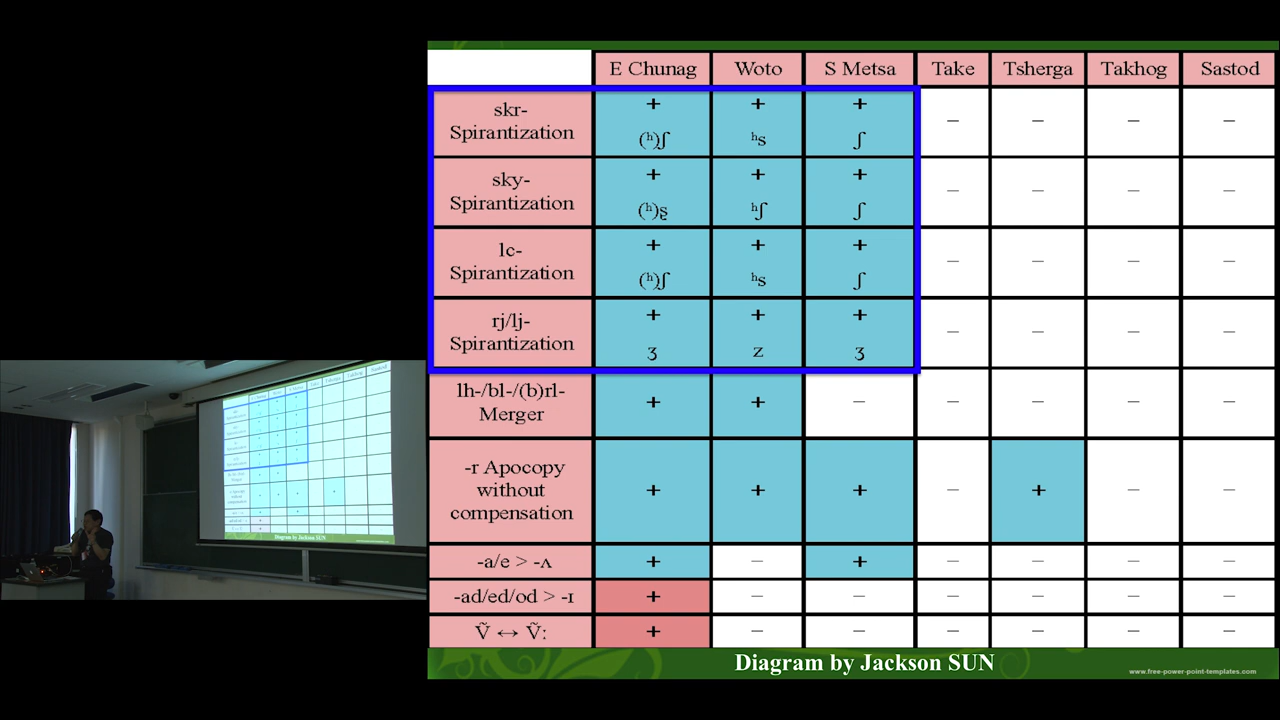 E Chunag Woto S Metsa Take Tsherga Takhog Sastod
skr-
Spirantization
+ + + – – – –
(ʰ)ʃ ʰs ʃ
sky-
Spirantization
+ + + – – – –
(ʰ)ʂ ʰʃ ʃ
lc-
Spirantization
+ + + – – – –
(ʰ)ʃ ʰs ʃ
rj/lj-
Spirantization
+ + + – – – –
ʒ z ʒ
lh-/bl-/(b)rl-
Merger
+ + – – – – –
-r Apocopy
without
compensation
+ + + – + – –
-a/e > -ʌ + – + – – – –
-ad/ed/od > -ɪ + – – – – – –
Ṽ ↔ Ṽ: + – – – – – –
Diagram by Jackson SUN
www.free-power-point-templates.com